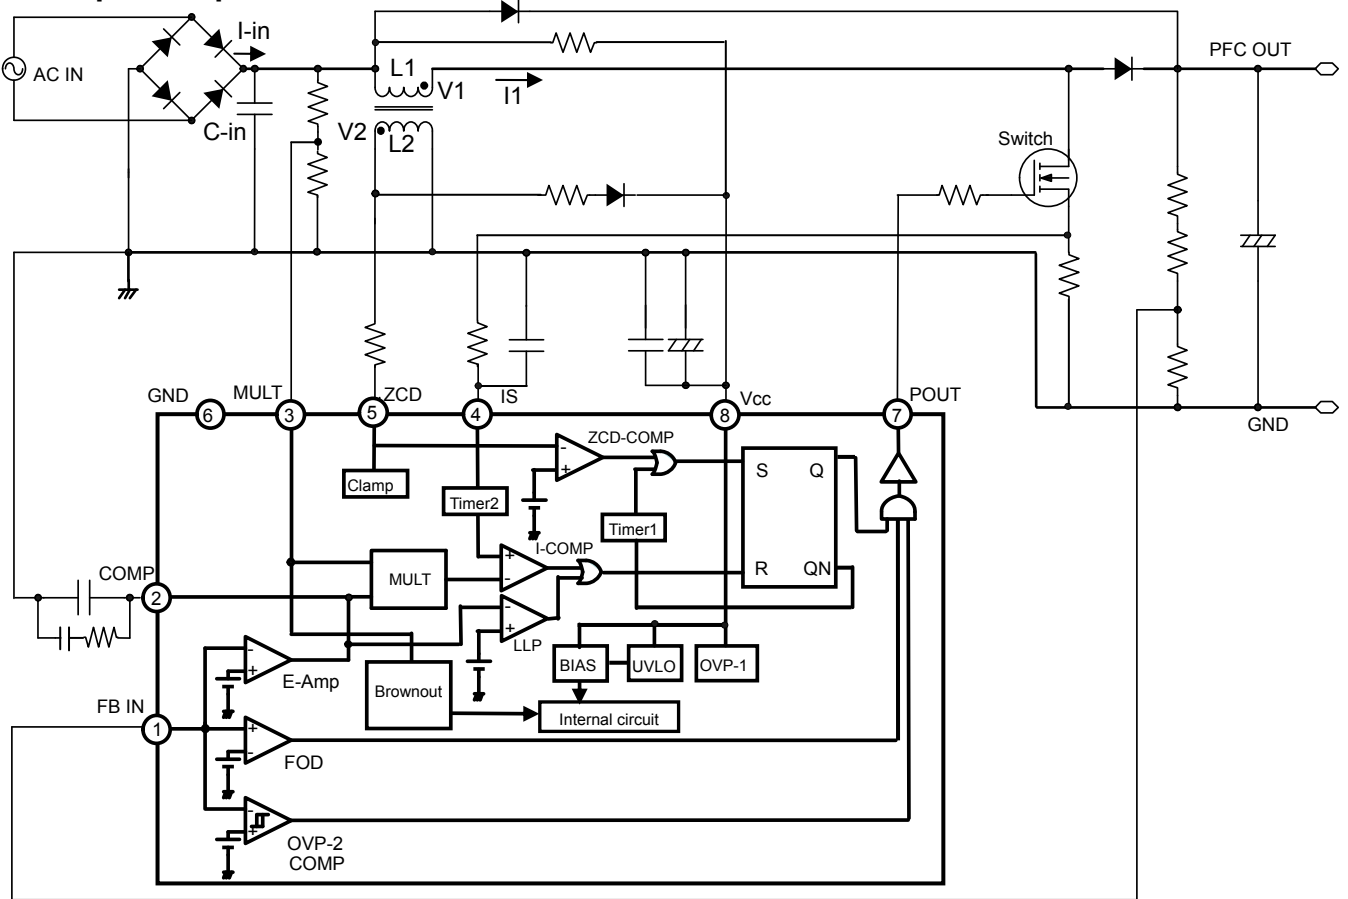 I-in
PFC OUT
AC IN
L1
V1
I1
C-in
V2
L2
Switch
GND
MULT
ZCD
IS
Vcc
POUT
GND
6
3
5
4
8
7
ZCD-COMP
-
+
S
Q
Clamp
Timer2
Timer1
I-COMP
+
-
R
QN
COMP
MULT
2
-
+
LLP
-
+
E-Amp
BIAS
UVLO
OVP-1
Brownout
FB IN
Internal circuit
1
+
-
FOD
-
+
OVP-2
COMP